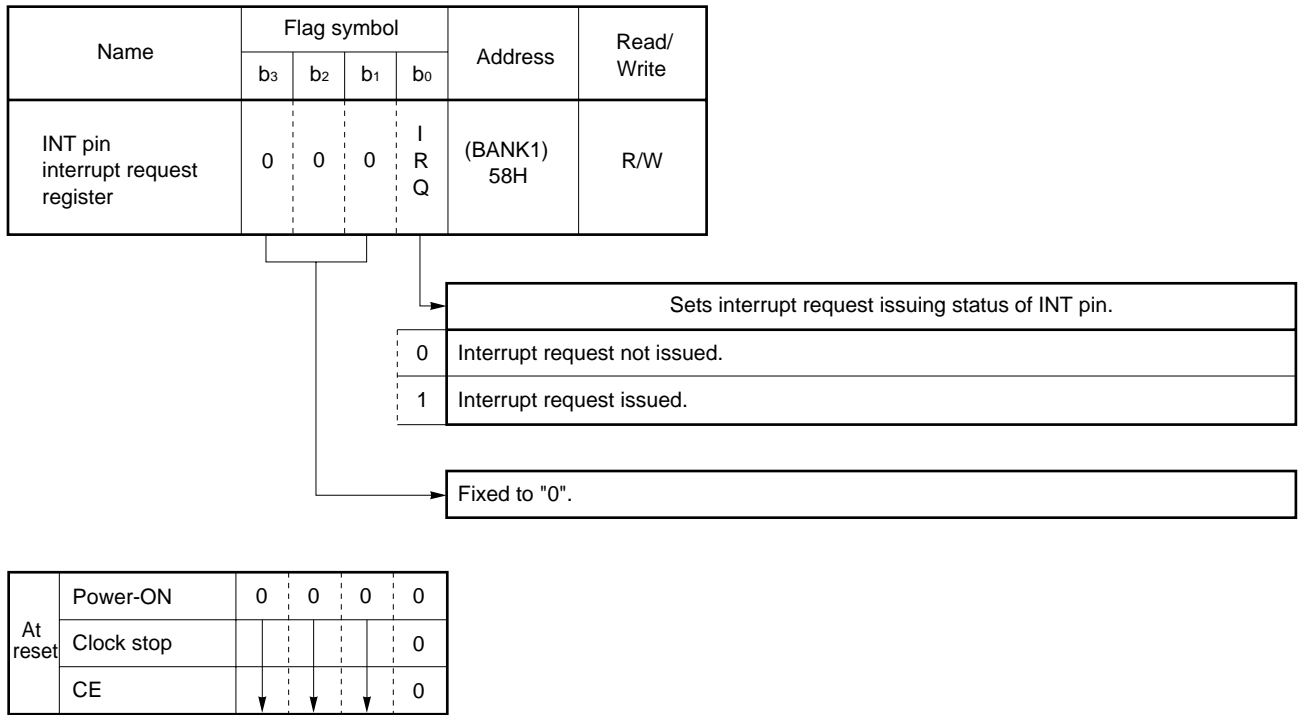 Name
Flag symbol
Address
Read/
Write
b3 b2 b1 b0
INT pin
interrupt request
register
0 0 0
I
R
Q
(BANK1)
58H
R/W
Sets interrupt request issuing status of INT pin.
0 Interrupt request not issued.
1 Interrupt request issued.
Fixed to "0".
At
reset
Power-ON 0 0 0 0
Clock stop 0
CE 0